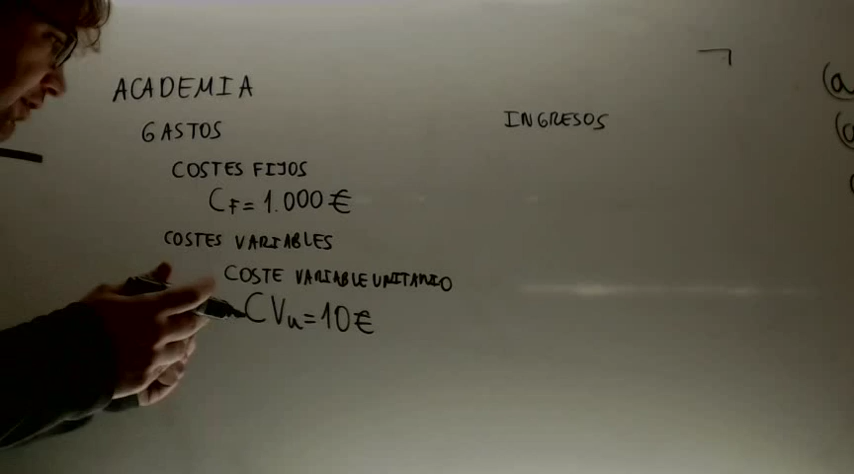 ACADEMIA
GASTOS
COSTES FIJOS
CF = 1.000 €
COSTES VARIABLES
COSTE VARIABLE UNITARIO
CVu = 10 €
INGRESOS
(a
(a